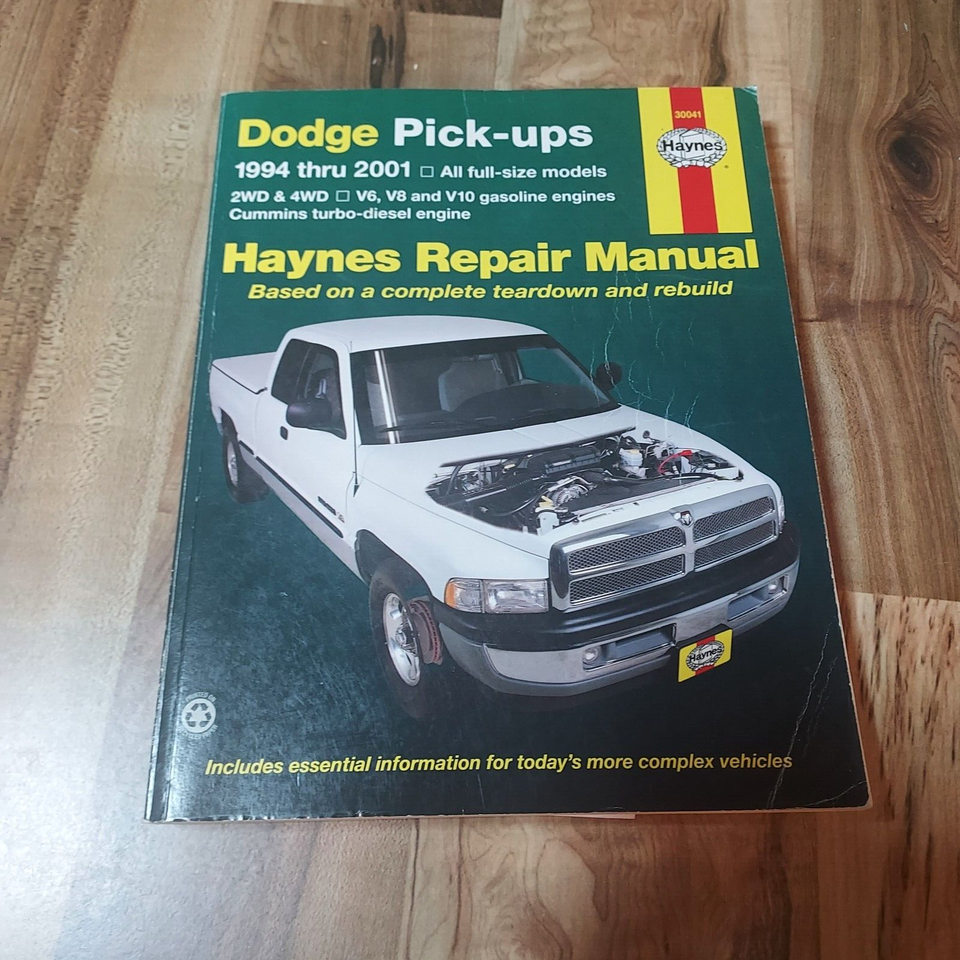 30041
Haynes
Dodge Pick-ups
1994 thru 2001 □ All full-size models
2WD & 4WD □ V6, V8 and V10 gasoline engines
Cummins turbo-diesel engine
Haynes Repair Manual
Based on a complete teardown and rebuild
Haynes
Includes essential information for today's more complex vehicles